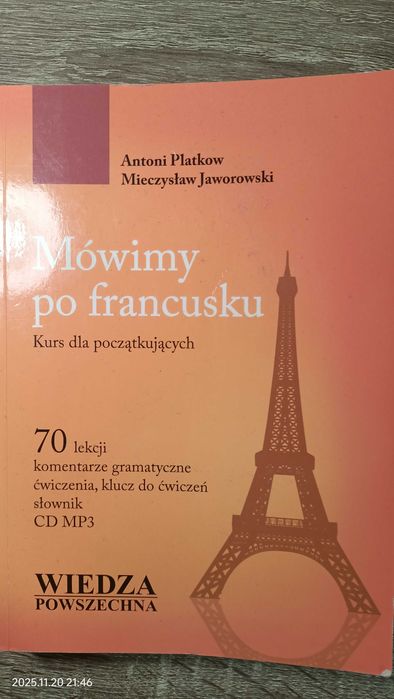 Antoni Platkow
Mieczysław Jaworowski
Mówimy
po francusku
Kurs dla początkujących
70 lekcji
komentarze gramatyczne
ćwiczenia, klucz do ćwiczeń
słownik
CD MP3
WIEDZA
POWSZECHNA
2025.11.20 21:46